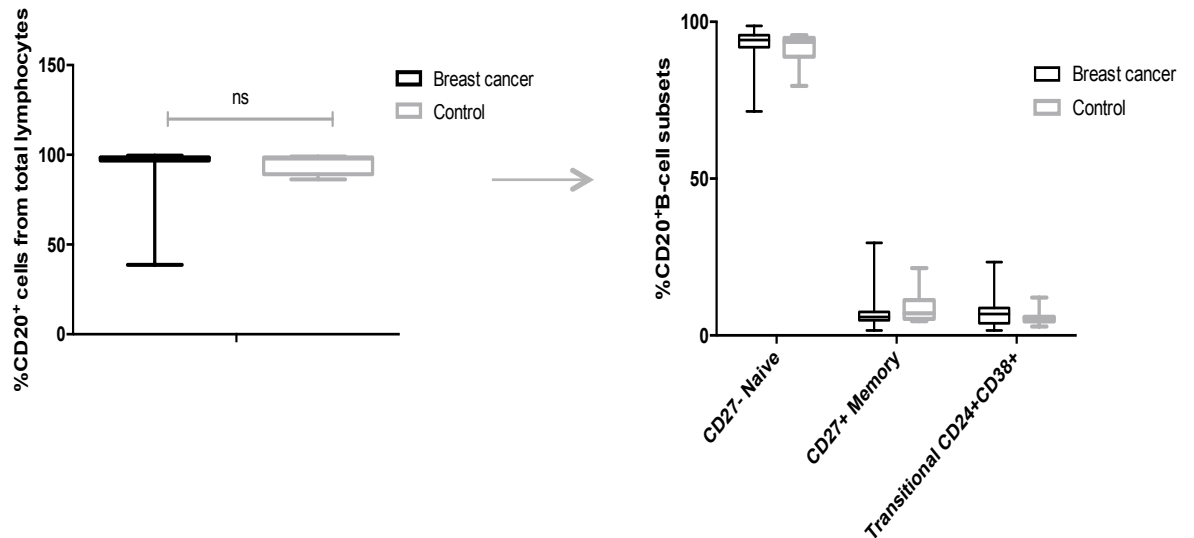 %CD20⁺ cells from total lymphocytes
150
100
50
0
ns
Breast cancer
Control
%CD20⁺B-cell subsets
100
50
0
Breast cancer
Control
CD27- Naive
CD27+ Memory
Transitional CD24+CD38+